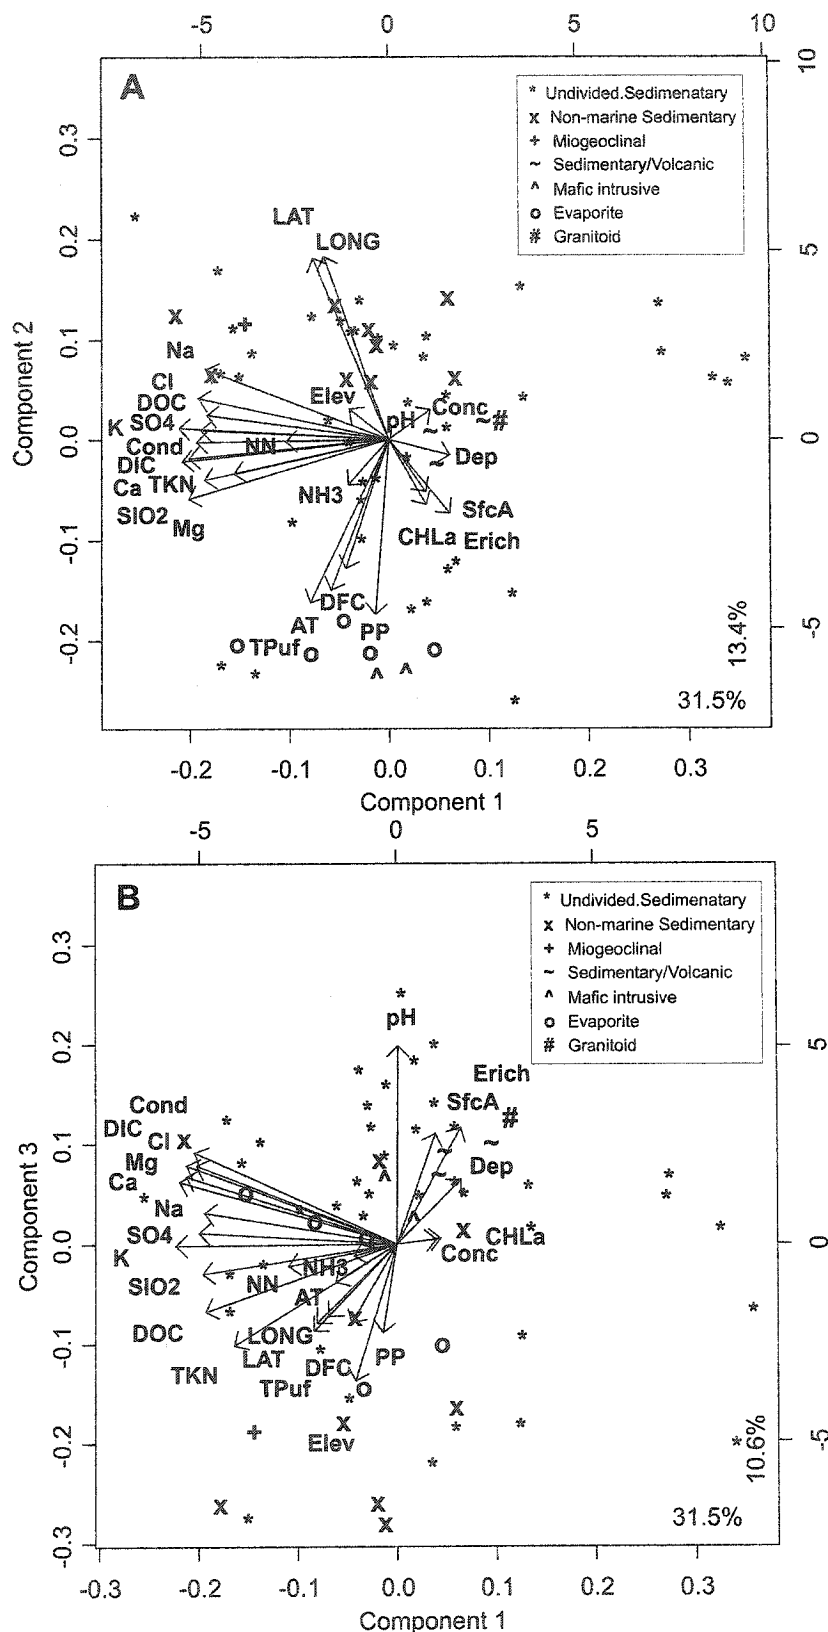 -5 0 5 10
A
* Undivided.Sedimenatary
x Non-marine Sedimentary
+ Miogeoclinal
~ Sedimentary/Volcanic
^ Mafic intrusive
o Evaporite
# Granitoid
0.3
0.2
0.1
0.0
-0.1
-0.2
Component 2
10
5
0
-5
LAT
LONG
Na
Cl
DOC
K SO4
Cond
DIC
Ca TKN
SIO2 Mg
NN
NH3
Elev
pH
Conc
Dep
SfcA
CHLa Erich
DFC
AT
PP
TPuf
13.4%
31.5%
-0.2 -0.1 0.0 0.1 0.2 0.3
Component 1
-5 0 5
B
* Undivided.Sedimenatary
x Non-marine Sedimentary
+ Miogeoclinal
~ Sedimentary/Volcanic
^ Mafic intrusive
o Evaporite
# Granitoid
0.3
0.2
0.1
0.0
-0.1
-0.2
-0.3
Component 3
5
0
-5
pH
Erich
SfcA
Dep
CHLa
Conc
Cond
DIC
Cl
Mg
Ca
Na
SO4
K
SIO2
NN
NH3
AT
DOC
LONG
LAT
TKN
DFC
PP
TPuf
Elev
10.6%
31.5%
-0.3 -0.2 -0.1 0.0 0.1 0.2 0.3
Component 1